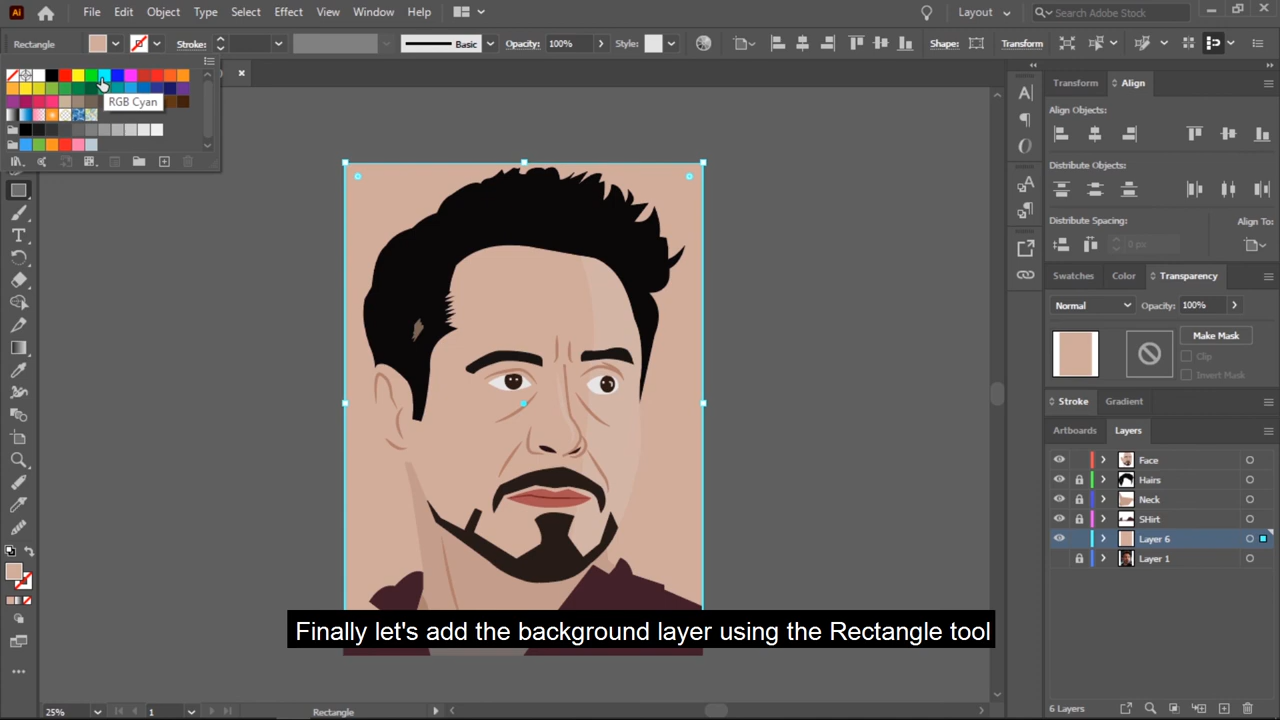 Ai File Edit Object Type Select Effect View Window Help Layout Search Adobe Stock
Rectangle Stroke: Basic Opacity: 100% Style: Shape: Transform
RGB Cyan
Transform Align
Align Objects:
Distribute Objects:
Distribute Spacing: Align To:
0 px
Swatches Color Transparency
Normal Opacity: 100%
Make Mask
Clip
Invert Mask
Stroke Gradient
Artboards Layers
Face
Hairs
Neck
SHirt
Layer 6
Layer 1
Finally let's add the background layer using the Rectangle tool
25% 1 Rectangle 6 Layers